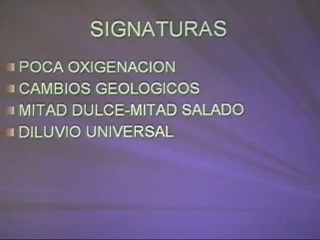 SIGNATURAS
POCA OXIGENACION
CAMBIOS GEOLOGICOS
MITAD DULCE-MITAD SALADO
DILUVIO UNIVERSAL